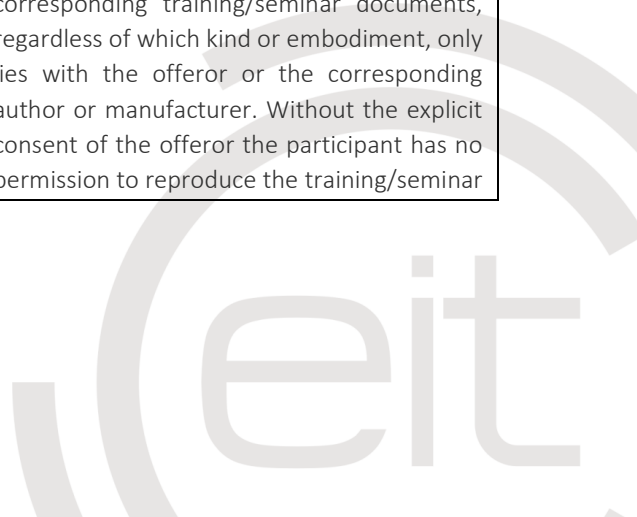 corresponding training/seminar documents,
regardless of which kind or embodiment, only
lies with the offeror or the corresponding
author or manufacturer. Without the explicit
consent of the offeror the participant has no
permission to reproduce the training/seminar
eit